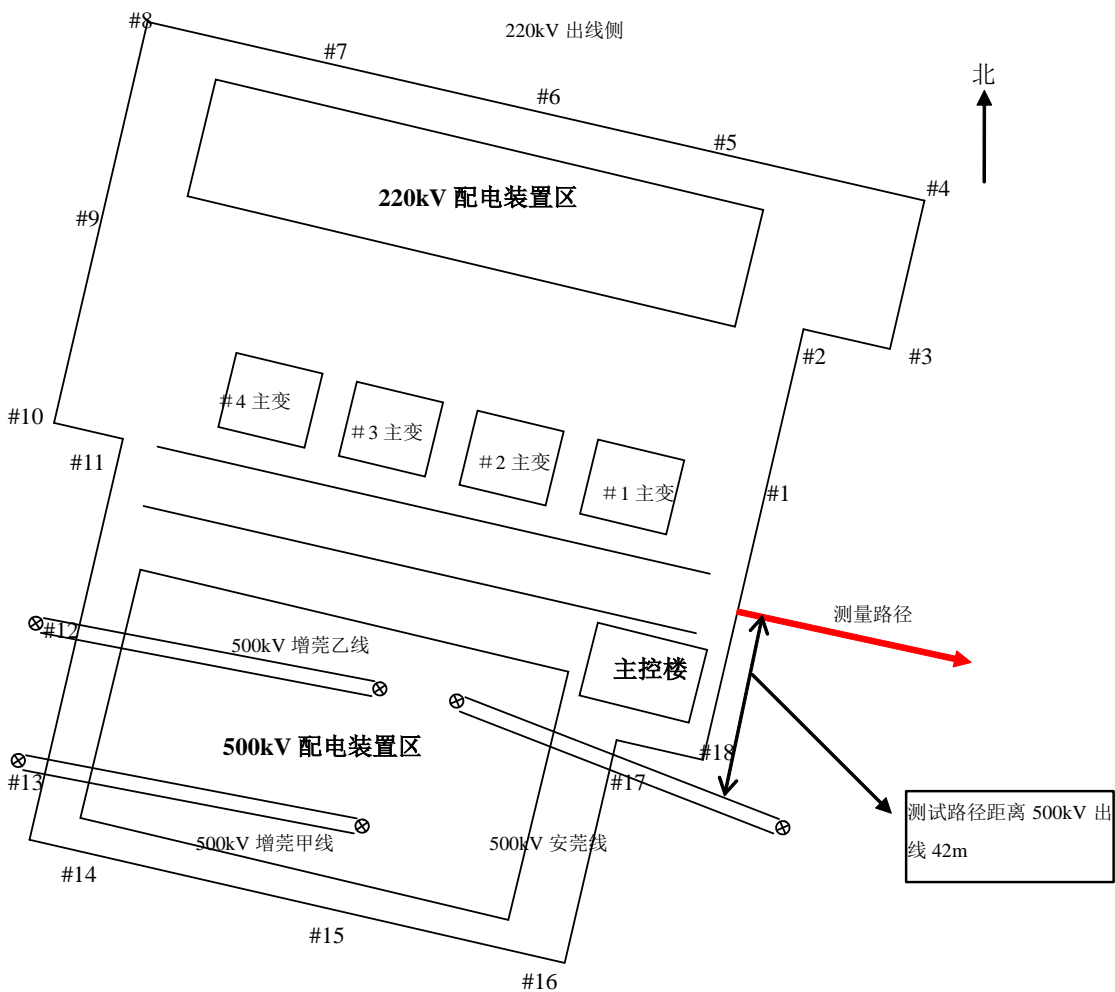 #8
220kV 出线侧
#7
北
#6
#5
#4
220kV 配电装置区
#9
#2
#3
#4 主变
#10
#3 主变
#11
#2 主变
#1 主变
#1
测量路径
#12
500kV 增莞乙线
主控楼
500kV 配电装置区
#18
#13
#17
测试路径距离 500kV 出
线 42m
500kV 增莞甲线
500kV 安莞线
#14
#15
#16